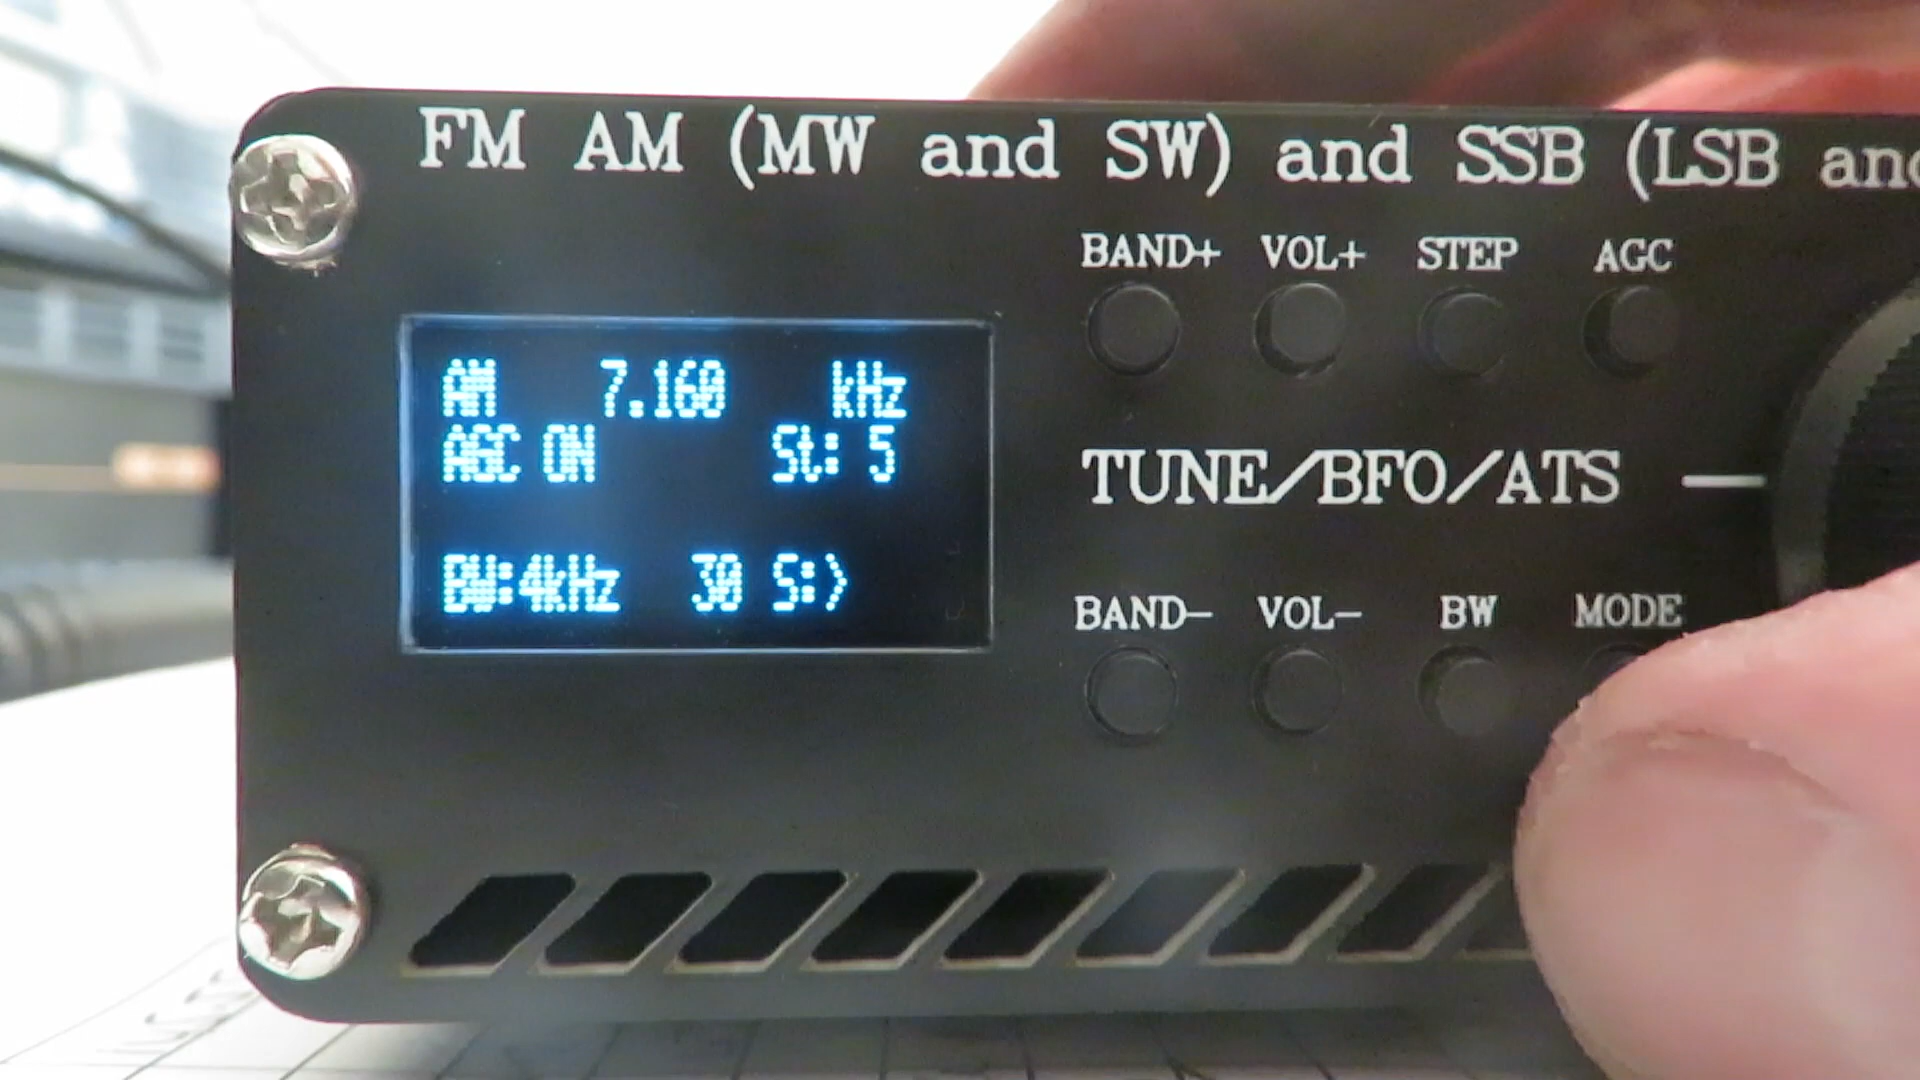 FM AM (MW and SW) and SSB (LSB and
BAND+ VOL+ STEP AGC
AM 7.160 kHz
AGC ON St: 5
TUNE/BFO/ATS
BW:4kHz 30 S:>
BAND- VOL- BW MODE